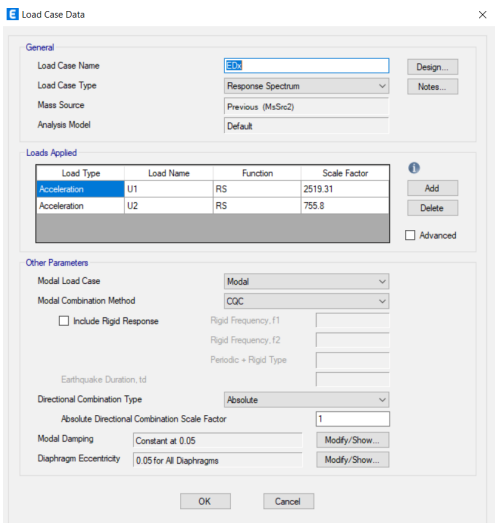 E Load Case Data
General
Load Case Name EDx Design...
Load Case Type Response Spectrum Notes...
Mass Source Previous (MsSrc2)
Analysis Model Default
Loads Applied
Load Type Load Name Function Scale Factor
Acceleration U1 RS 2519.31 Add
Acceleration U2 RS 755.8 Delete
Advanced
Other Parameters
Modal Load Case Modal
Modal Combination Method CQC
Include Rigid Response Rigid Frequency, f1
Rigid Frequency, f2
Periodic + Rigid Type
Earthquake Duration, td
Directional Combination Type Absolute
Absolute Directional Combination Scale Factor 1
Modal Damping Constant at 0.05 Modify/Show...
Diaphragm Eccentricity 0.05 for All Diaphragms Modify/Show...
OK Cancel